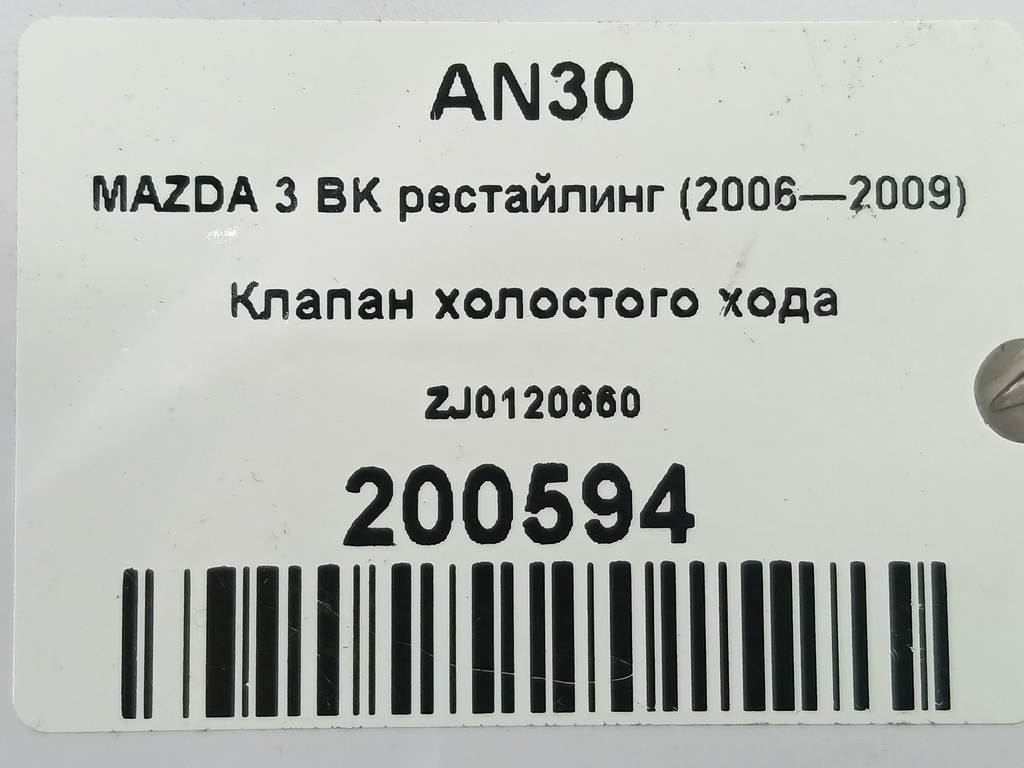 AN30
MAZDA 3 BK рестайлинг (2006—2009)
Клапан холостого хода
ZJ0120660
200594